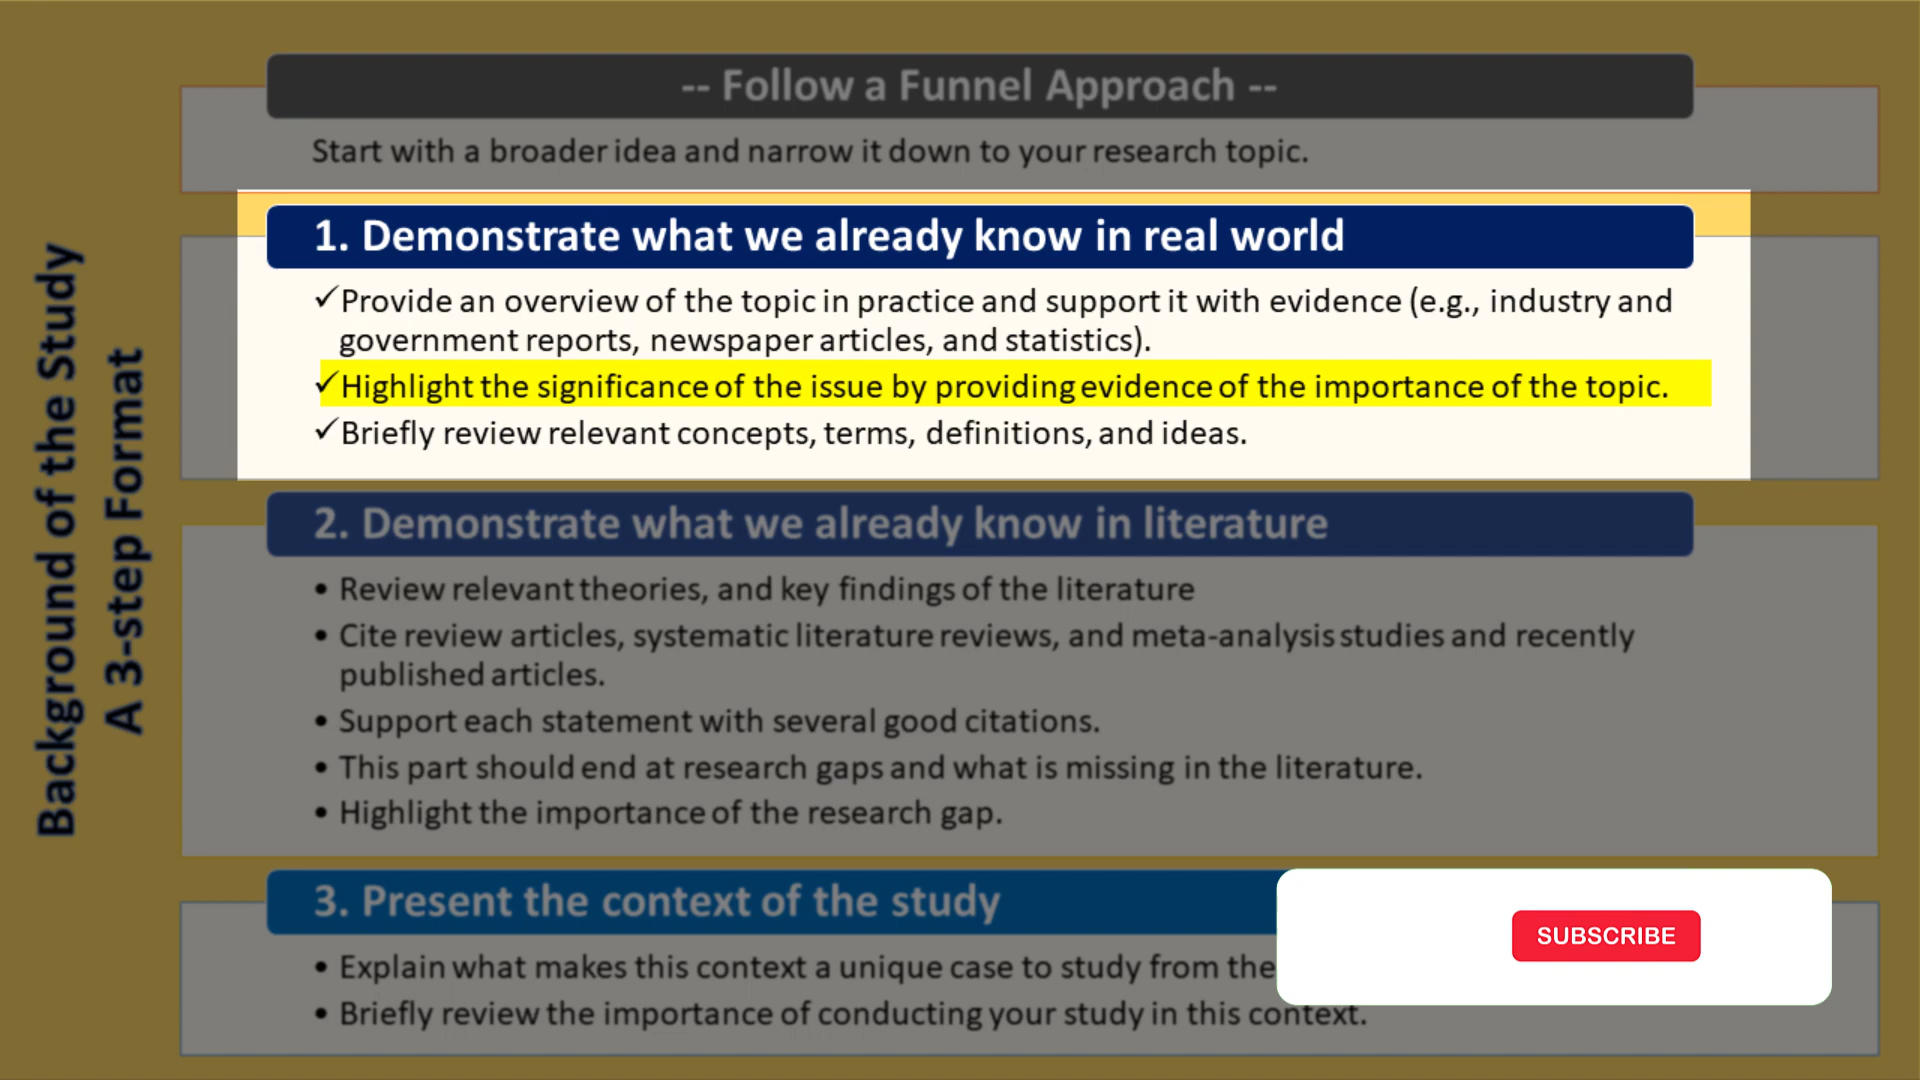 Background of the Study
A 3-step Format
-- Follow a Funnel Approach --
Start with a broader idea and narrow it down to your research topic.
1. Demonstrate what we already know in real world
✓Provide an overview of the topic in practice and support it with evidence (e.g., industry and
government reports, newspaper articles, and statistics).
✓Highlight the significance of the issue by providing evidence of the importance of the topic.
✓Briefly review relevant concepts, terms, definitions, and ideas.
2. Demonstrate what we already know in literature
• Review relevant theories, and key findings of the literature
• Cite review articles, systematic literature reviews, and meta-analysis studies and recently
published articles.
• Support each statement with several good citations.
• This part should end at research gaps and what is missing in the literature.
• Highlight the importance of the research gap.
3. Present the context of the study
• Explain what makes this context a unique case to study from the
• Briefly review the importance of conducting your study in this context.
SUBSCRIBE